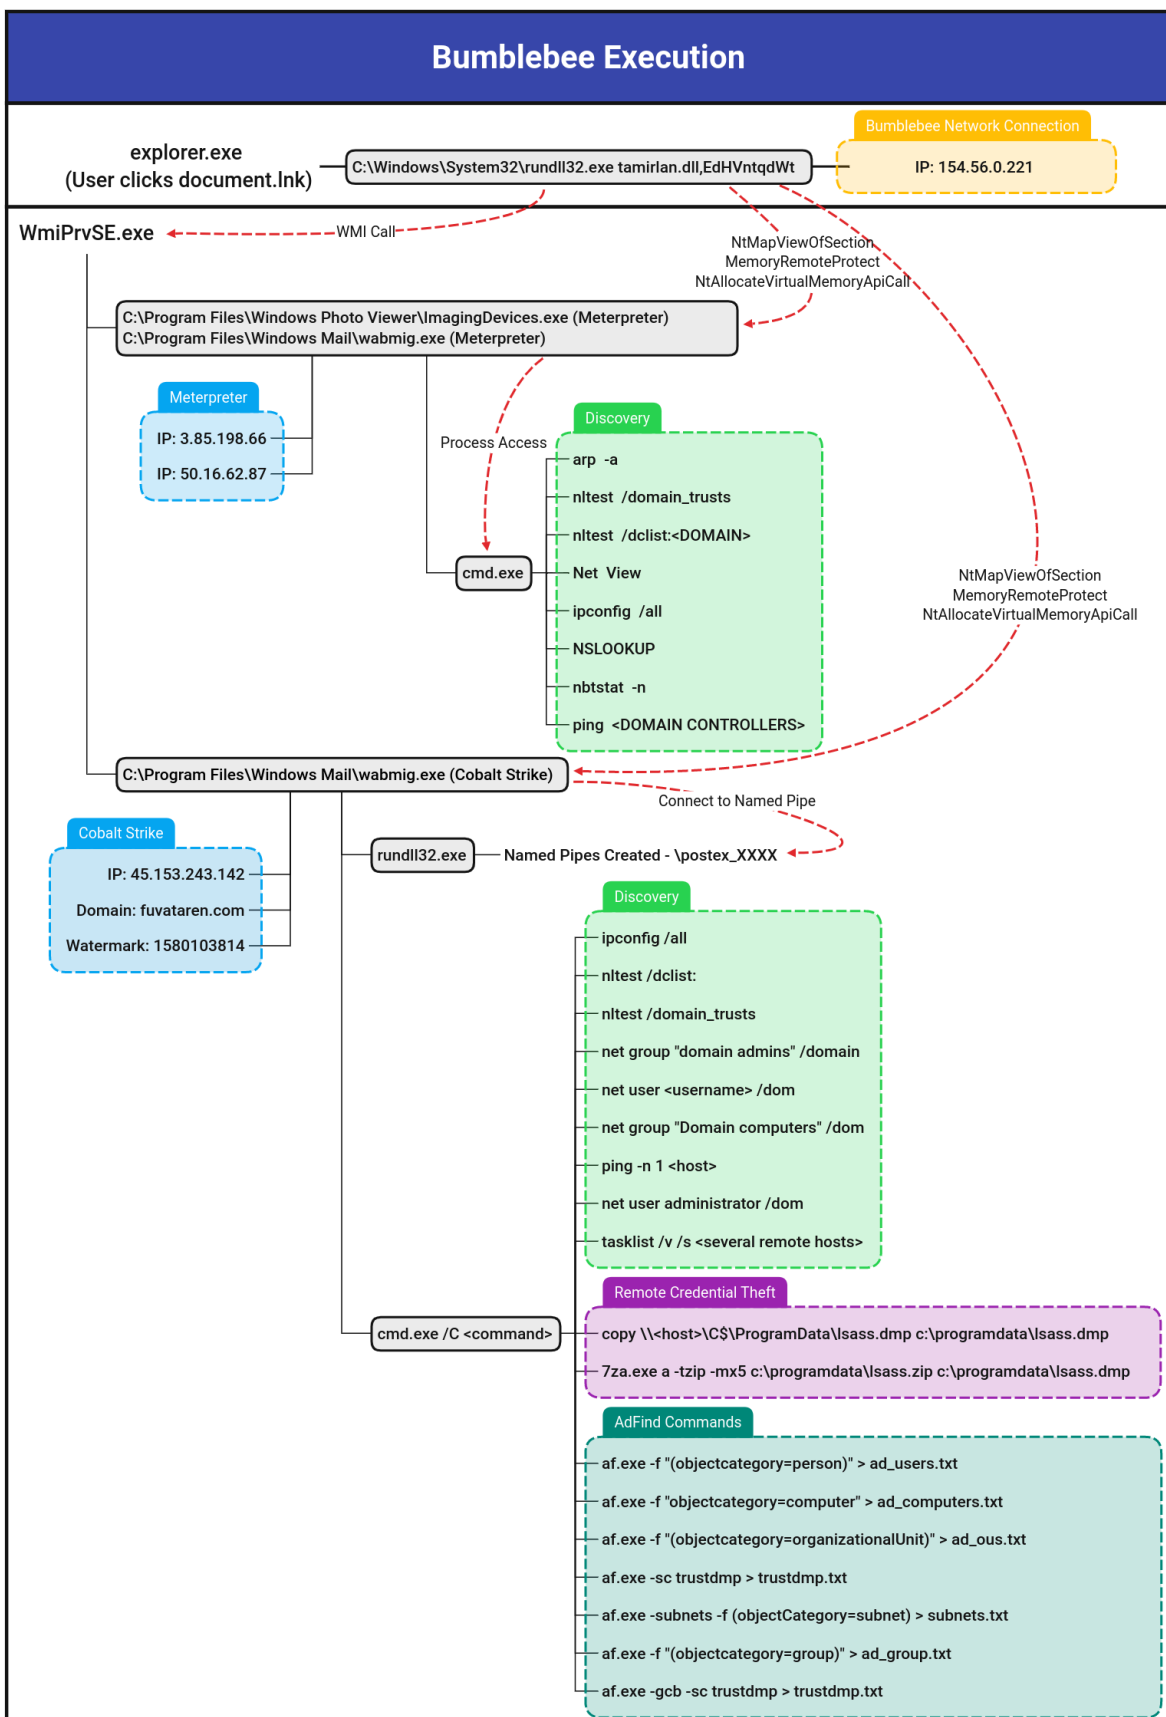 Bumblebee Execution
Bumblebee Network Connection
explorer.exe
(User clicks document.lnk)
C:\Windows\System32\rundll32.exe tamirlan.dll,EdHVntqdWt
IP: 154.56.0.221
WmiPrvSE.exe
WMI Call
NtMapViewOfSection
MemoryRemoteProtect
NtAllocateVirtualMemoryApiCall
C:\Program Files\Windows Photo Viewer\ImagingDevices.exe (Meterpreter)
C:\Program Files\Windows Mail\wabmig.exe (Meterpreter)
Meterpreter
IP: 3.85.198.66
IP: 50.16.62.87
Process Access
cmd.exe
Discovery
arp -a
nltest /domain_trusts
nltest /dclist:<DOMAIN>
Net View
ipconfig /all
NSLOOKUP
nbtstat -n
ping <DOMAIN CONTROLLERS>
NtMapViewOfSection
MemoryRemoteProtect
NtAllocateVirtualMemoryApiCall
C:\Program Files\Windows Mail\wabmig.exe (Cobalt Strike)
Connect to Named Pipe
Cobalt Strike
IP: 45.153.243.142
Domain: fuvataren.com
Watermark: 1580103814
rundll32.exe
Named Pipes Created - \postex_XXXX
Discovery
ipconfig /all
nltest /dclist:
nltest /domain_trusts
net group "domain admins" /domain
net user <username> /dom
net group "Domain computers" /dom
ping -n 1 <host>
net user administrator /dom
tasklist /v /s <several remote hosts>
cmd.exe /C <command>
Remote Credential Theft
copy \\<host>\C$\ProgramData\lsass.dmp c:\programdata\lsass.dmp
7za.exe a -tzip -mx5 c:\programdata\lsass.zip c:\programdata\lsass.dmp
AdFind Commands
af.exe -f "(objectcategory=person)" > ad_users.txt
af.exe -f "objectcategory=computer" > ad_computers.txt
af.exe -f "(objectcategory=organizationalUnit)" > ad_ous.txt
af.exe -sc trustdmp > trustdmp.txt
af.exe -subnets -f (objectCategory=subnet) > subnets.txt
af.exe -f "(objectcategory=group)" > ad_group.txt
af.exe -gcb -sc trustdmp > trustdmp.txt